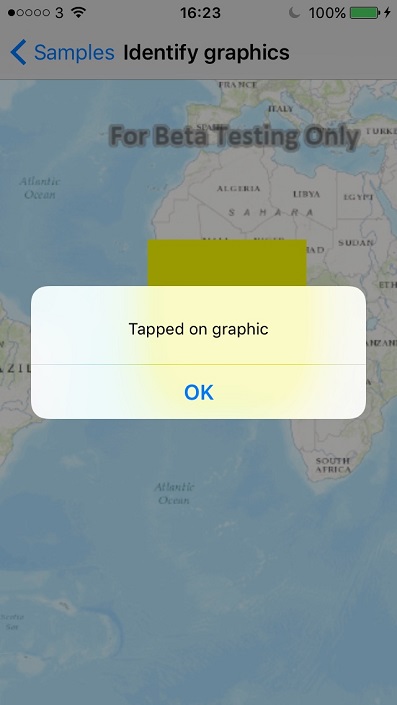 3 16:23 100%
Samples Identify graphics
FRANCE
ITALY
SPAIN
For Beta Testing Only
Atlantic
Ocean
ALGERIA
LIBYA
EGYPT
SAHARA
SUDAN
Tapped on graphic
OK
SOUTH
AFRICA
Atlantic
Ocean